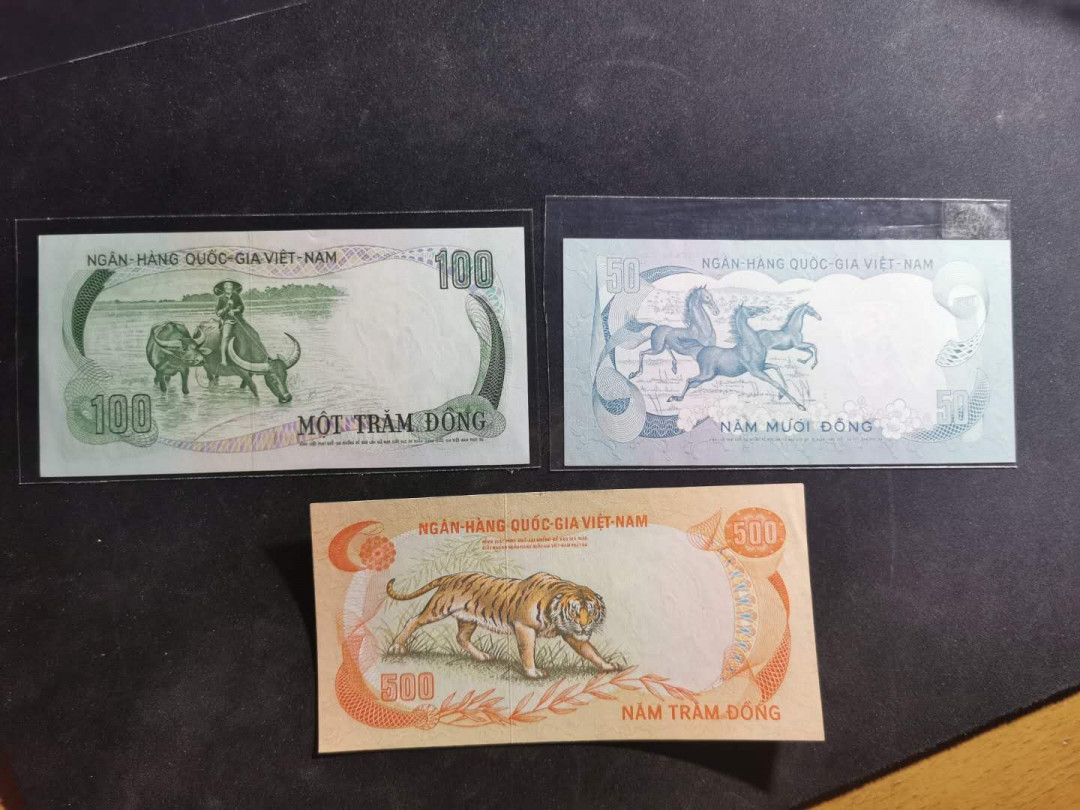 NGÂN-HÀNG QUỐC-GIA VIỆT-NAM
100
100
MỘT TRĂM ĐỒNG
50
NGÂN-HÀNG QUỐC-GIA VIỆT-NAM
50
NĂM MƯƠI ĐỒNG
NGÂN-HÀNG QUỐC-GIA VIỆT-NAM
500
500
NĂM TRĂM ĐỒNG